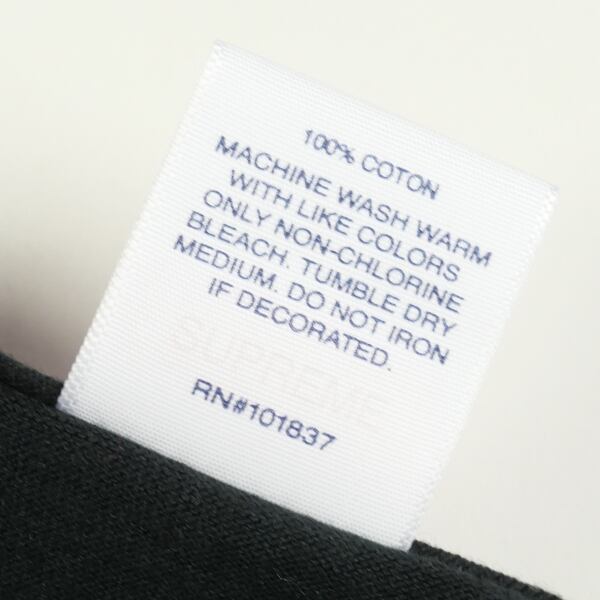 100% COTON
MACHINE WASH WARM
WITH LIKE COLORS
ONLY NON-CHLORINE
BLEACH. TUMBLE DRY
MEDIUM. DO NOT IRON
IF DECORATED.
SUPREME
RN#101837